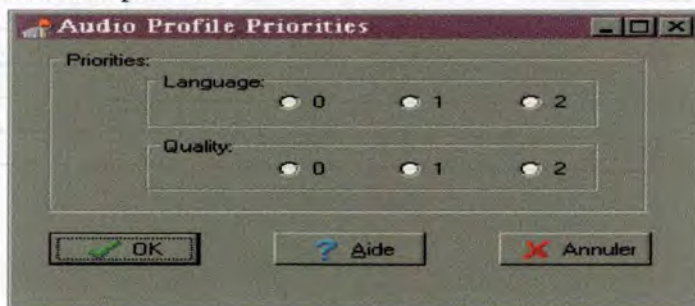 Audio Profile Priorities
Priorities:
Language:
0 1 2
Quality:
0 1 2
OK Aide Annuler